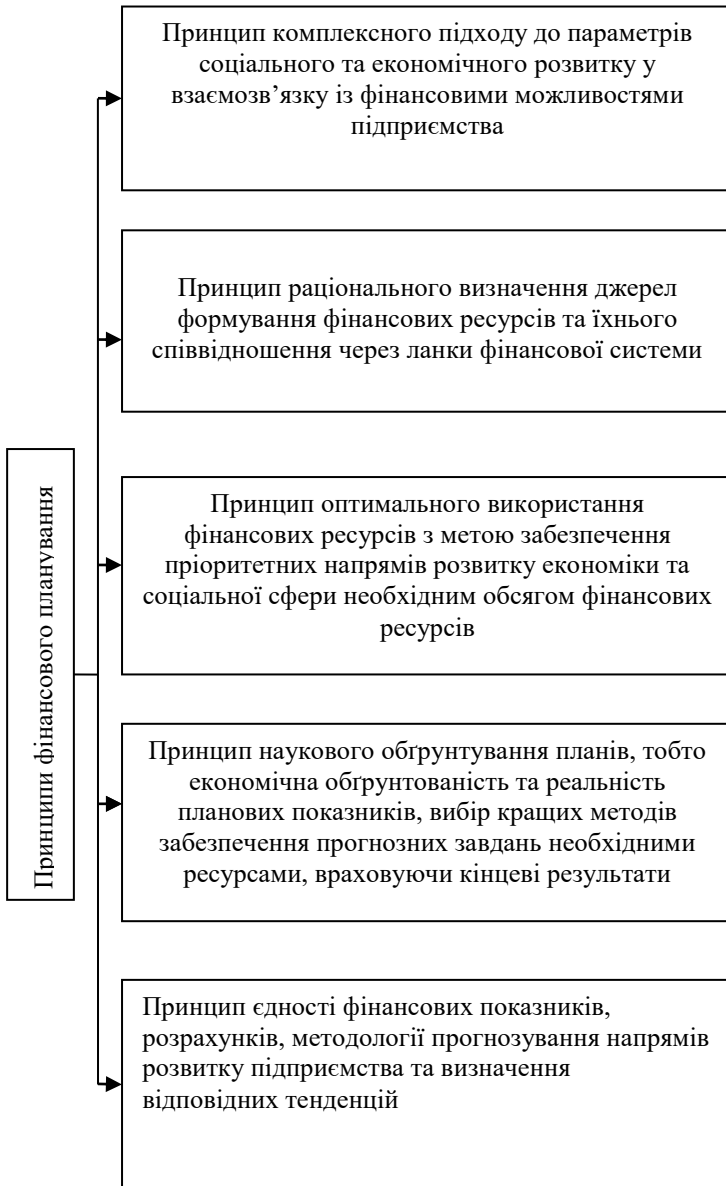 Принципи фінансового планування
Принцип комплексного підходу до параметрів
соціального та економічного розвитку у
взаємозв’язку із фінансовими можливостями
підприємства
Принцип раціонального визначення джерел
формування фінансових ресурсів та їхнього
співвідношення через ланки фінансової системи
Принцип оптимального використання
фінансових ресурсів з метою забезпечення
пріоритетних напрямів розвитку економіки та
соціальної сфери необхідним обсягом фінансових
ресурсів
Принцип наукового обґрунтування планів, тобто
економічна обґрунтованість та реальність
планових показників, вибір кращих методів
забезпечення прогнозних завдань необхідними
ресурсами, враховуючи кінцеві результати
Принцип єдності фінансових показників,
розрахунків, методології прогнозування напрямів
розвитку підприємства та визначення
відповідних тенденцій